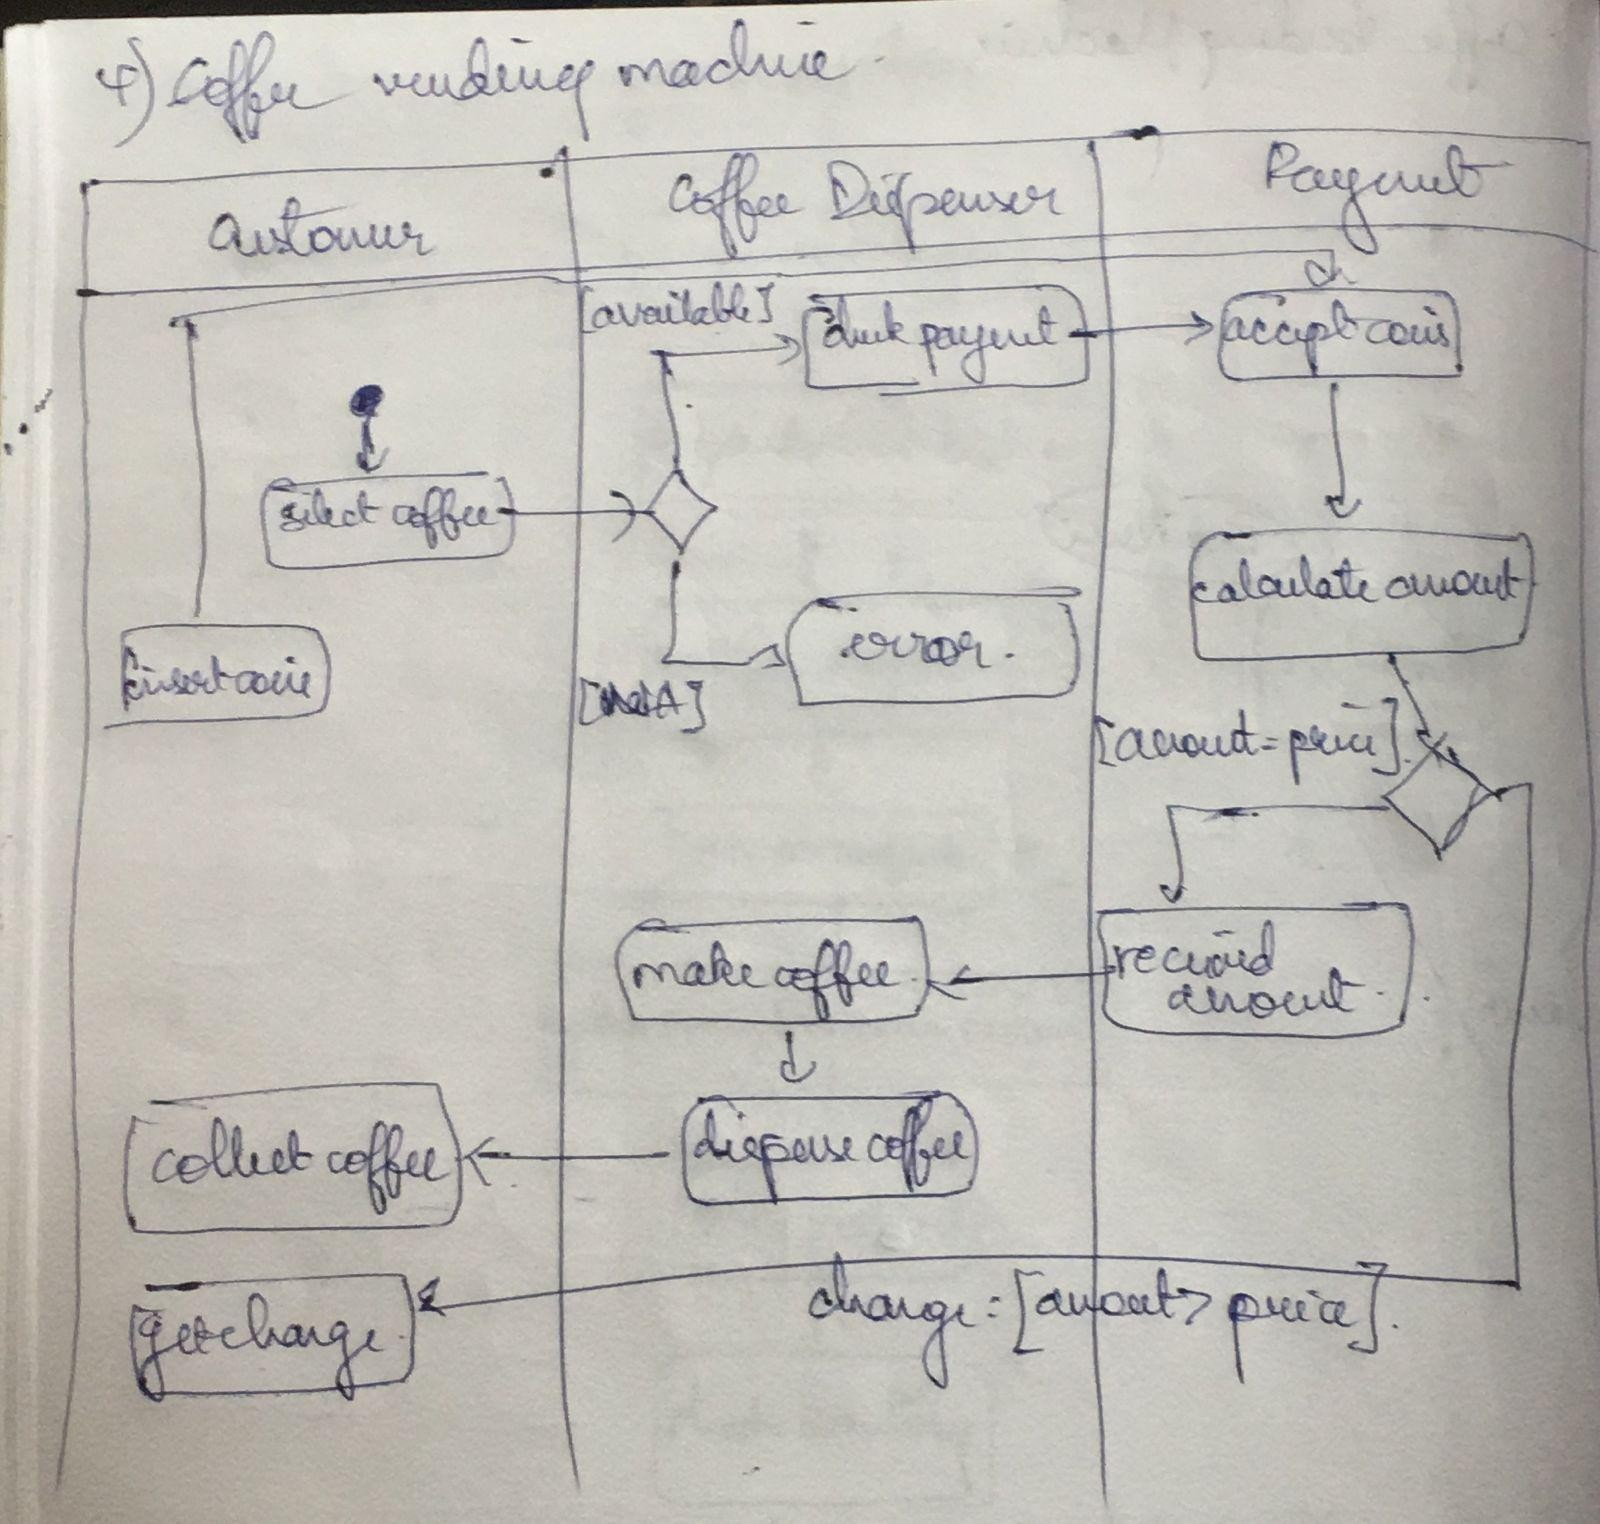 4) Coffee vending machine
Customer
Coffee Dispenser
Payment
[available]
check payment
accept coins
select coffee
calculate amount
error.
insert coin
[amount = price]
make coffee
received
amount.
collect coffee
dispense coffee
change : [amount > price].
get change